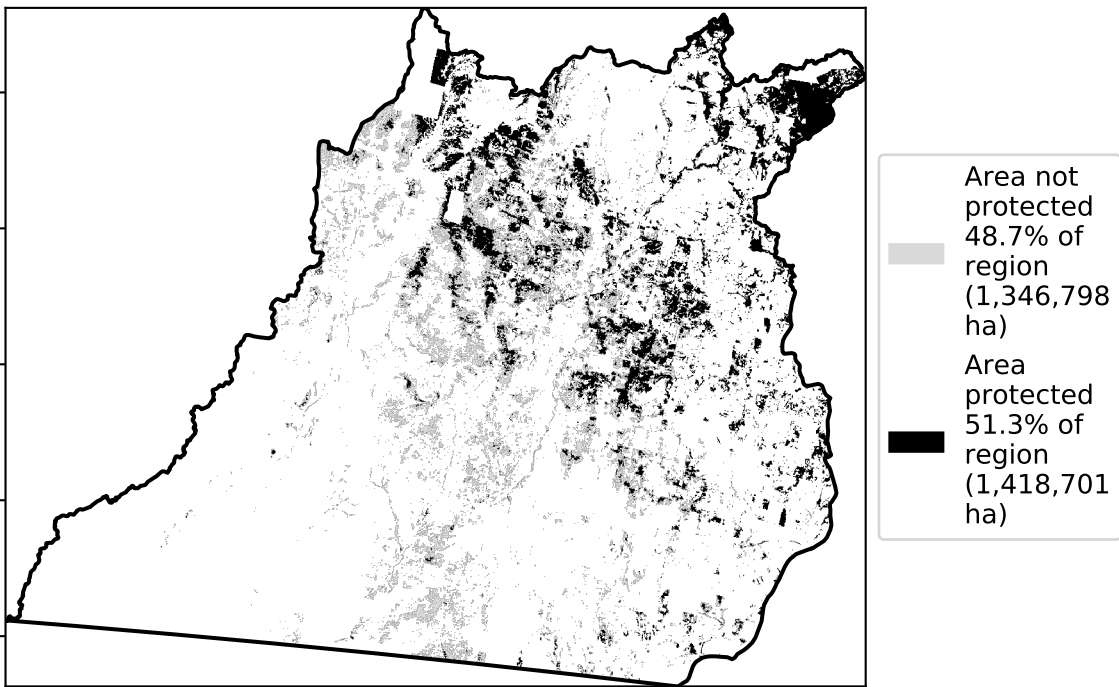 Area not
protected
48.7% of
region
(1,346,798
ha)
Area
protected
51.3% of
region
(1,418,701
ha)